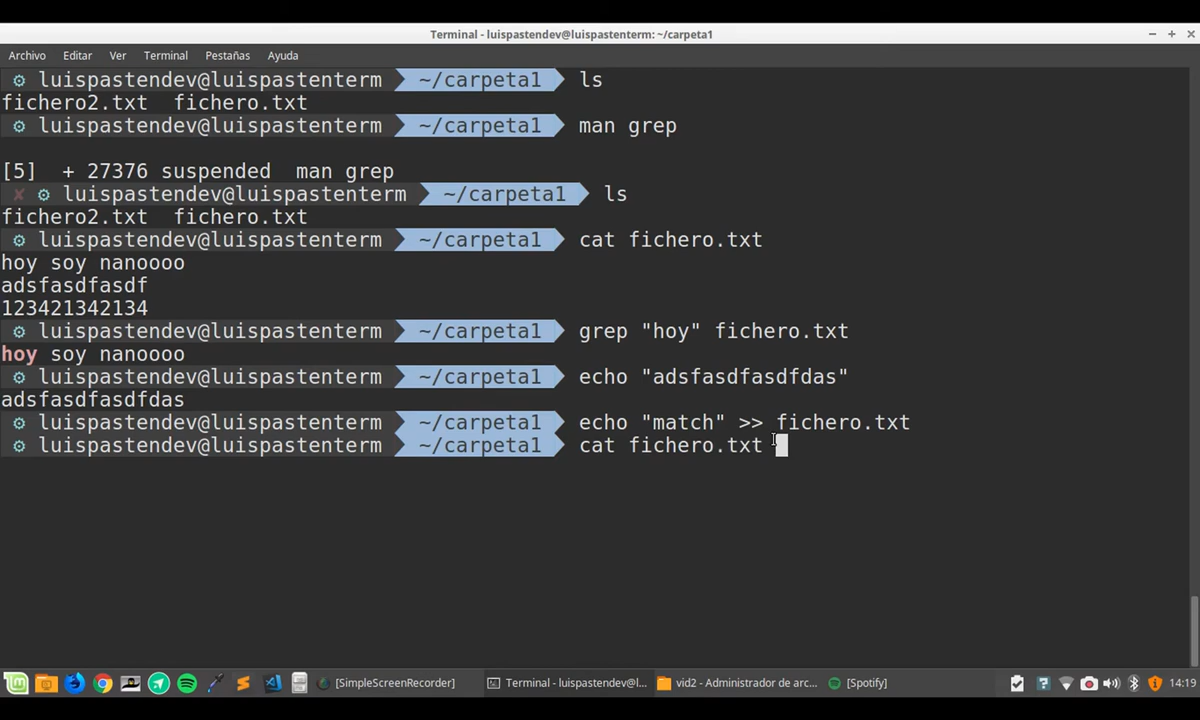 Terminal - luispastendev@luispastenterm: ~/carpeta1
Archivo Editar Ver Terminal Pestañas Ayuda
luispastendev@luispastenterm ~/carpeta1 ls
fichero2.txt fichero.txt
luispastendev@luispastenterm ~/carpeta1 man grep
[5] + 27376 suspended man grep
luispastendev@luispastenterm ~/carpeta1 ls
fichero2.txt fichero.txt
luispastendev@luispastenterm ~/carpeta1 cat fichero.txt
hoy soy nanoooo
adsfasdfasdf
123421342134
luispastendev@luispastenterm ~/carpeta1 grep "hoy" fichero.txt
hoy soy nanoooo
luispastendev@luispastenterm ~/carpeta1 echo "adsfasdfasdfdas"
adsfasdfasdfdas
luispastendev@luispastenterm ~/carpeta1 echo "match" >> fichero.txt
luispastendev@luispastenterm ~/carpeta1 cat fichero.txt
[SimpleScreenRecorder] Terminal - luispastendev@l... vid2 - Administrador de arc... [Spotify] 14:19